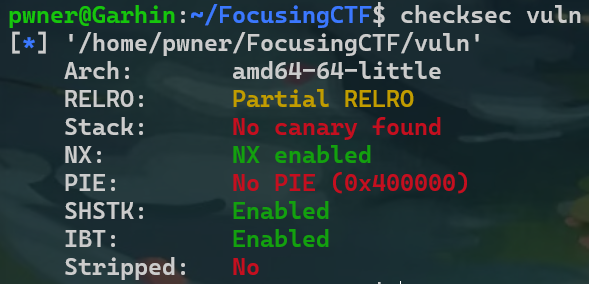 pwner@Garhin:~/FocusingCTF$ checksec vuln
[*] '/home/pwner/FocusingCTF/vuln'
Arch: amd64-64-little
RELRO: Partial RELRO
Stack: No canary found
NX: NX enabled
PIE: No PIE (0x400000)
SHSTK: Enabled
IBT: Enabled
Stripped: No